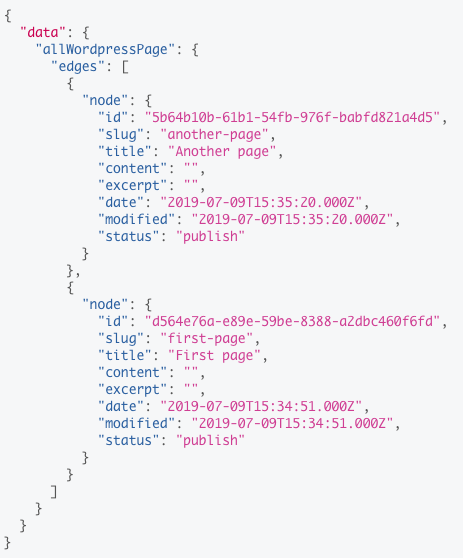 {
  "data": {
    "allWordpressPage": {
      "edges": [
        {
          "node": {
            "id": "5b64b10b-61b1-54fb-976f-babfd821a4d5",
            "slug": "another-page",
            "title": "Another page",
            "content": "",
            "excerpt": "",
            "date": "2019-07-09T15:35:20.000Z",
            "modified": "2019-07-09T15:35:20.000Z",
            "status": "publish"
          }
        },
        {
          "node": {
            "id": "d564e76a-e89e-59be-8388-a2dbc460f6fd",
            "slug": "first-page",
            "title": "First page",
            "content": "",
            "excerpt": "",
            "date": "2019-07-09T15:34:51.000Z",
            "modified": "2019-07-09T15:34:51.000Z",
            "status": "publish"
          }
        }
      ]
    }
  }
}